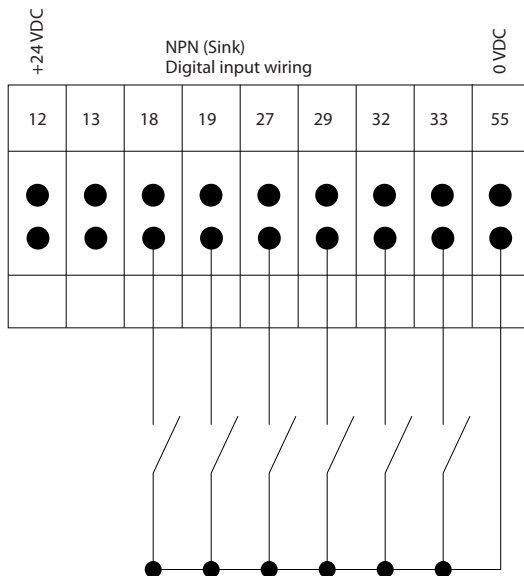 +24 VDC
NPN (Sink)
Digital input wiring
0 VDC
12 13 18 19 27 29 32 33 55